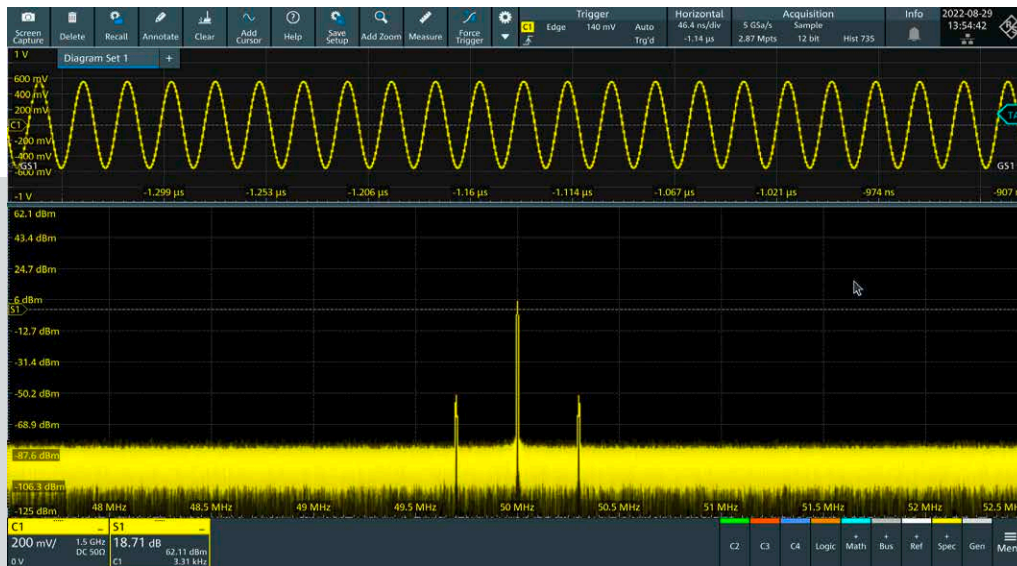 Trigger Horizontal Acquisition Info 2022-08-29
C1 Edge 140 mV Auto 46.4 ns/div 5 GSa/s Sample 13:54:42
Trg'd -1.14 µs 2.87 Mpts 12 bit Hist 735
Screen Capture Delete Recall Annotate Clear Add Cursor Help Save Setup Add Zoom Measure Force Trigger
1 V Diagram Set 1 +
600 mV
400 mV
200 mV
C1 TA
-200 mV
-400 mV
GS1 GS1
-600 mV
-1 V -1.299 µs -1.253 µs -1.206 µs -1.16 µs -1.114 µs -1.067 µs -1.021 µs -974 ns
62.1 dBm
43.4 dBm
24.7 dBm
6 dBm
S1
-12.7 dBm
-31.4 dBm
-50.2 dBm
-68.9 dBm
-87.6 dBm
-106.3 dBm
-125 dBm 48 MHz 48.5 MHz 49 MHz 49.5 MHz 50 MHz 50.5 MHz 51 MHz 51.5 MHz 52 MHz
C1 S1
200 mV/ 1.5 GHz 18.71 dB
DC 50Ω 62.11 dBm
0 V C1 3.31 kHz
C2 C3 C4 Logic + Math + Bus + Ref + Spec Gen